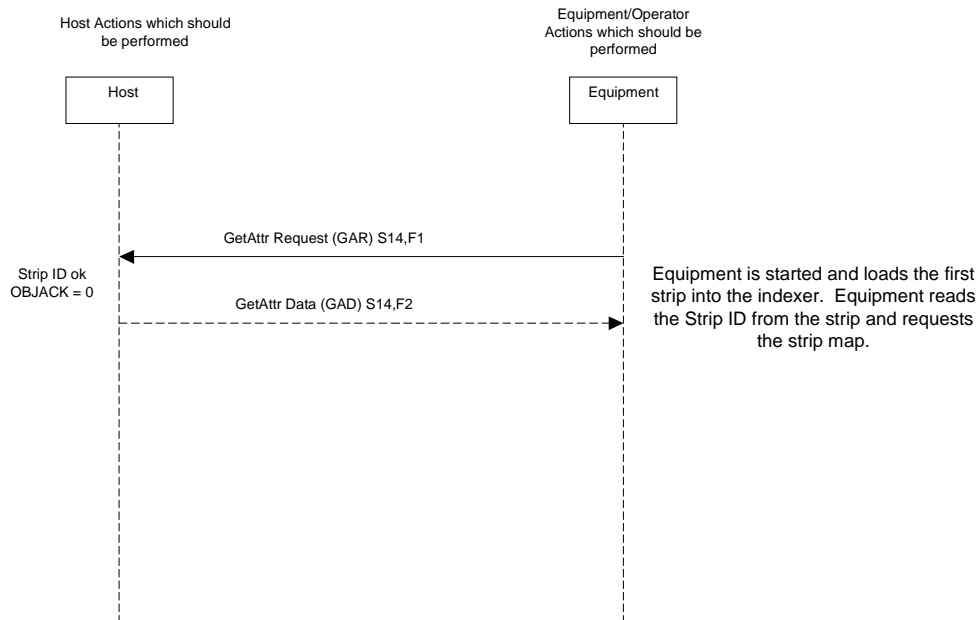 Host Actions which should
be performed
Equipment/Operator
Actions which should be
performed
Host
Equipment
GetAttr Request (GAR) S14,F1
Strip ID ok
OBJACK = 0
GetAttr Data (GAD) S14,F2
Equipment is started and loads the first
strip into the indexer. Equipment reads
the Strip ID from the strip and requests
the strip map.